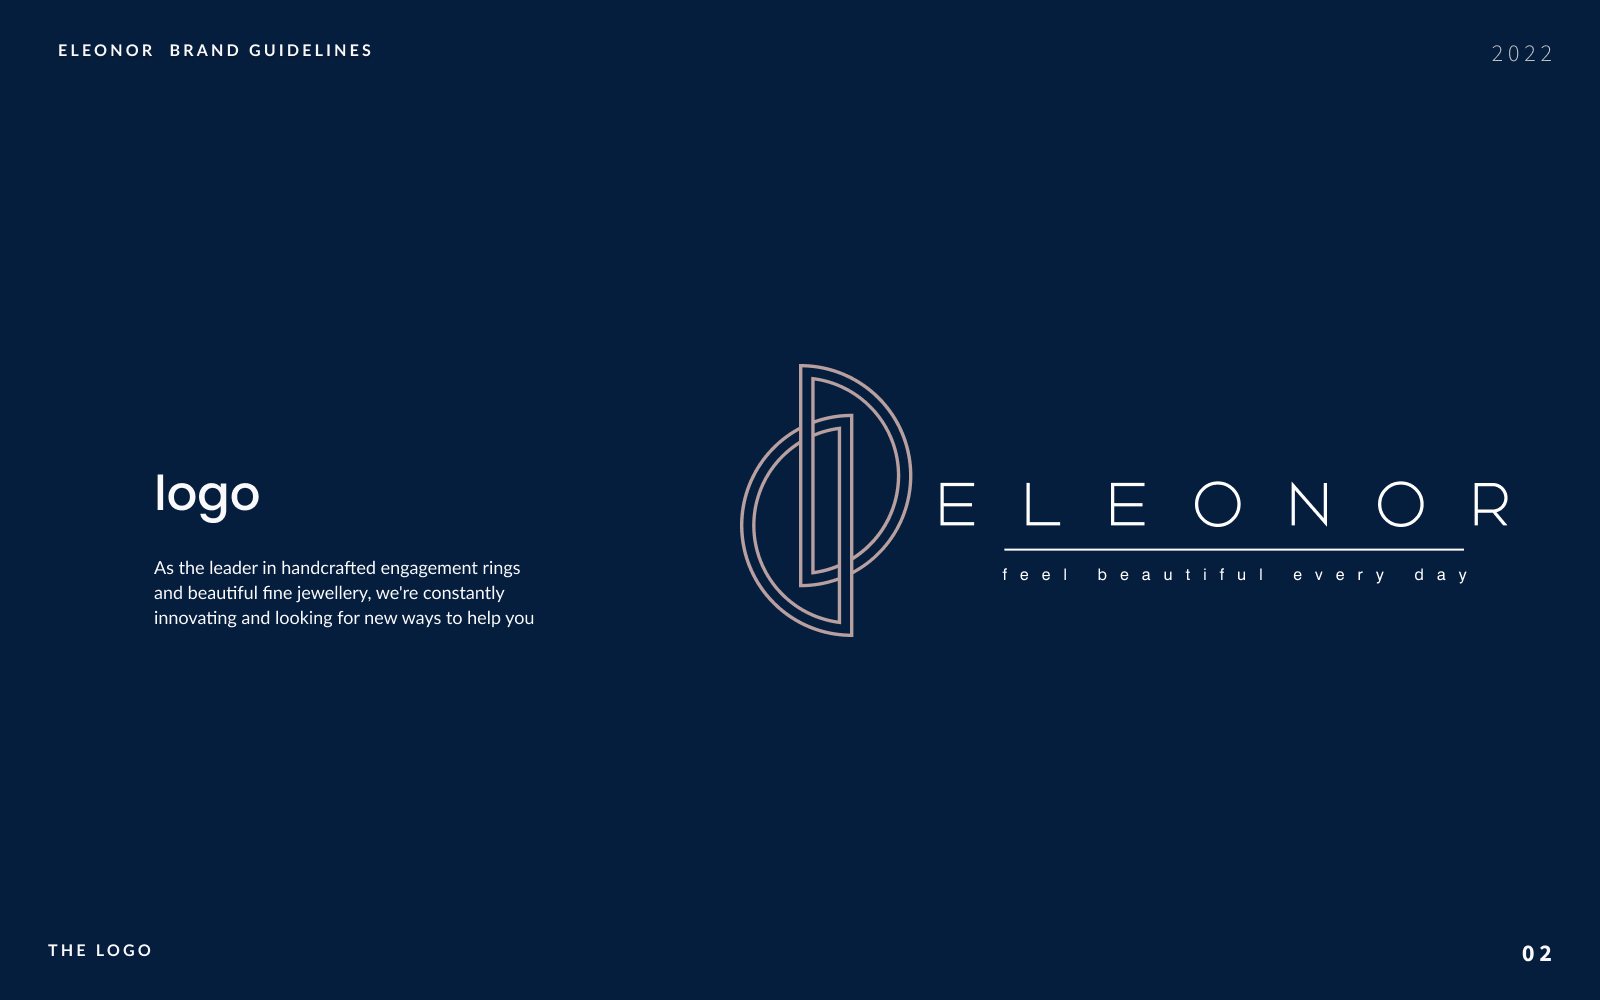 ELEONOR BRAND GUIDELINES
2022
logo
As the leader in handcrafted engagement rings
and beautiful fine jewellery, we're constantly
innovating and looking for new ways to help you
ELEONOR
feel beautiful every day
THE LOGO
02